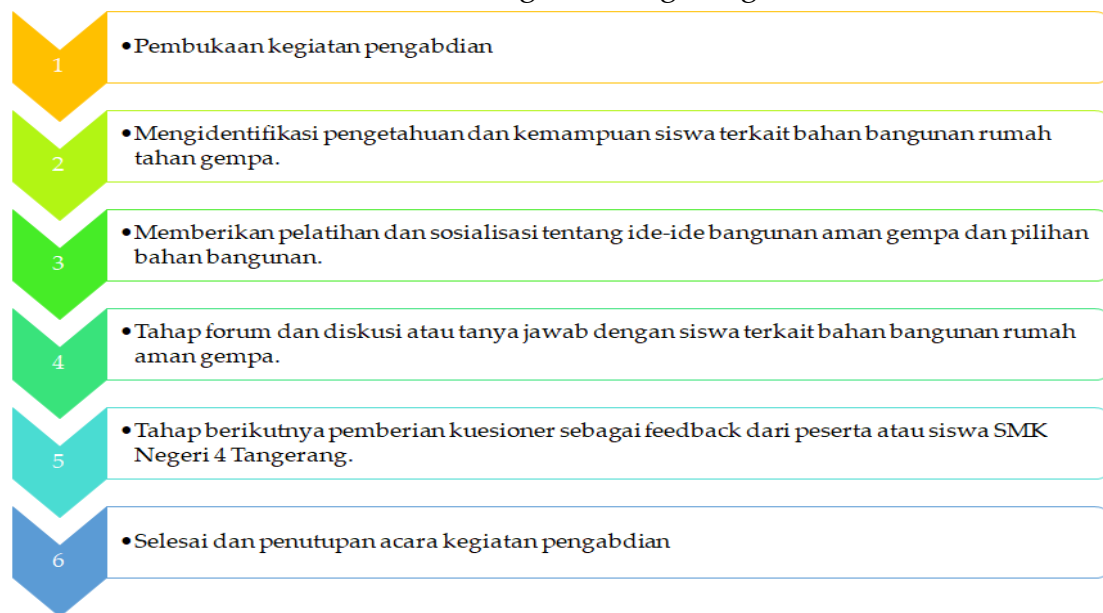 1
•Pembukaan kegiatan pengabdian
2
•Mengidentifikasi pengetahuan dan kemampuan siswa terkait bahan bangunan rumah
tahan gempa.
3
•Memberikan pelatihan dan sosialisasi tentang ide-ide bangunan aman gempa dan pilihan
bahan bangunan.
4
•Tahap forum dan diskusi atau tanya jawab dengan siswa terkait bahan bangunan rumah
aman gempa.
5
•Tahap berikutnya pemberian kuesioner sebagai feedback dari peserta atau siswa SMK
Negeri 4 Tangerang.
6
•Selesai dan penutupan acara kegiatan pengabdian